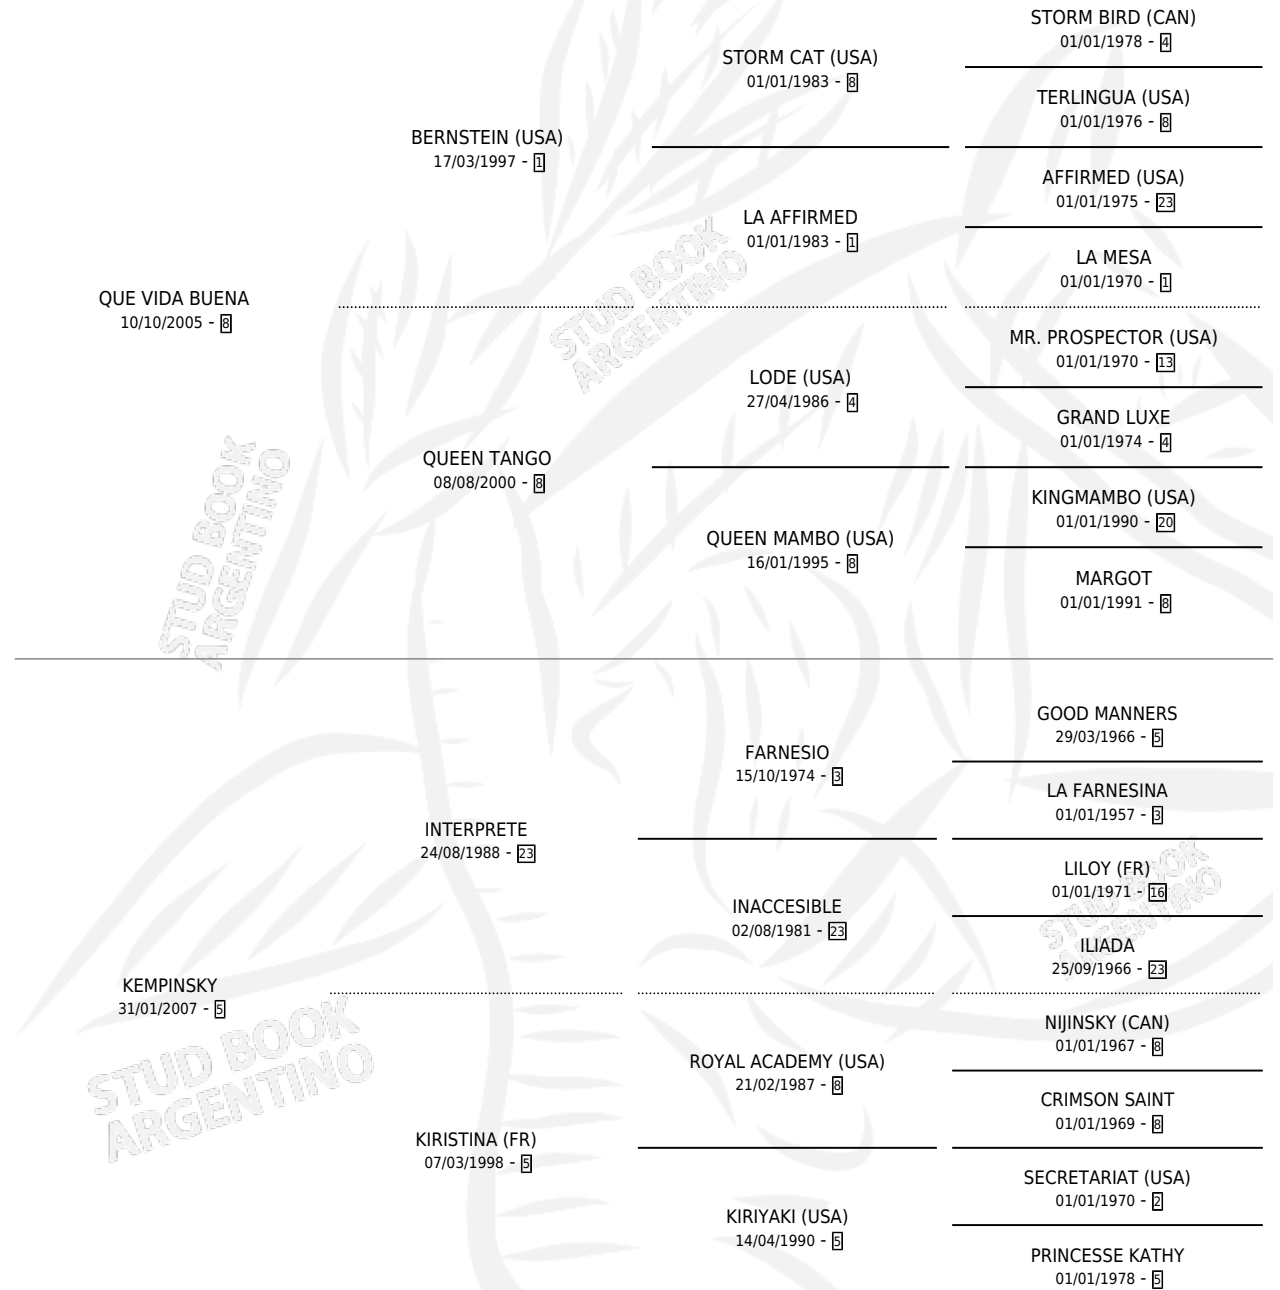 STORM BIRD (CAN)
01/01/1978 - 4
STORM CAT (USA)
01/01/1983 - 8
TERLINGUA (USA)
01/01/1976 - 8
BERNSTEIN (USA)
17/03/1997 - 1
AFFIRMED (USA)
01/01/1975 - 23
LA AFFIRMED
01/01/1983 - 1
LA MESA
01/01/1970 - 1
QUE VIDA BUENA
10/10/2005 - 8
MR. PROSPECTOR (USA)
01/01/1970 - 13
LODE (USA)
27/04/1986 - 4
GRAND LUXE
01/01/1974 - 4
QUEEN TANGO
08/08/2000 - 8
KINGMAMBO (USA)
01/01/1990 - 20
QUEEN MAMBO (USA)
16/01/1995 - 8
MARGOT
01/01/1991 - 8
GOOD MANNERS
29/03/1966 - 5
FARNESIO
15/10/1974 - 3
LA FARNESINA
01/01/1957 - 3
INTERPRETE
24/08/1988 - 23
LILOY (FR)
01/01/1971 - 16
INACCESIBLE
02/08/1981 - 23
ILIADA
25/09/1966 - 23
KEMPINSKY
31/01/2007 - 5
NIJINSKY (CAN)
01/01/1967 - 8
ROYAL ACADEMY (USA)
21/02/1987 - 8
CRIMSON SAINT
01/01/1969 - 8
KIRISTINA (FR)
07/03/1998 - 5
SECRETARIAT (USA)
01/01/1970 - 2
KIRIYAKI (USA)
14/04/1990 - 5
PRINCESSE KATHY
01/01/1978 - 5
STUD BOOK
ARGENTINO
STUD BOOK
ARGENTINO
STUD BOOK
ARGENTINO
STUD BOOK
ARGENTINO